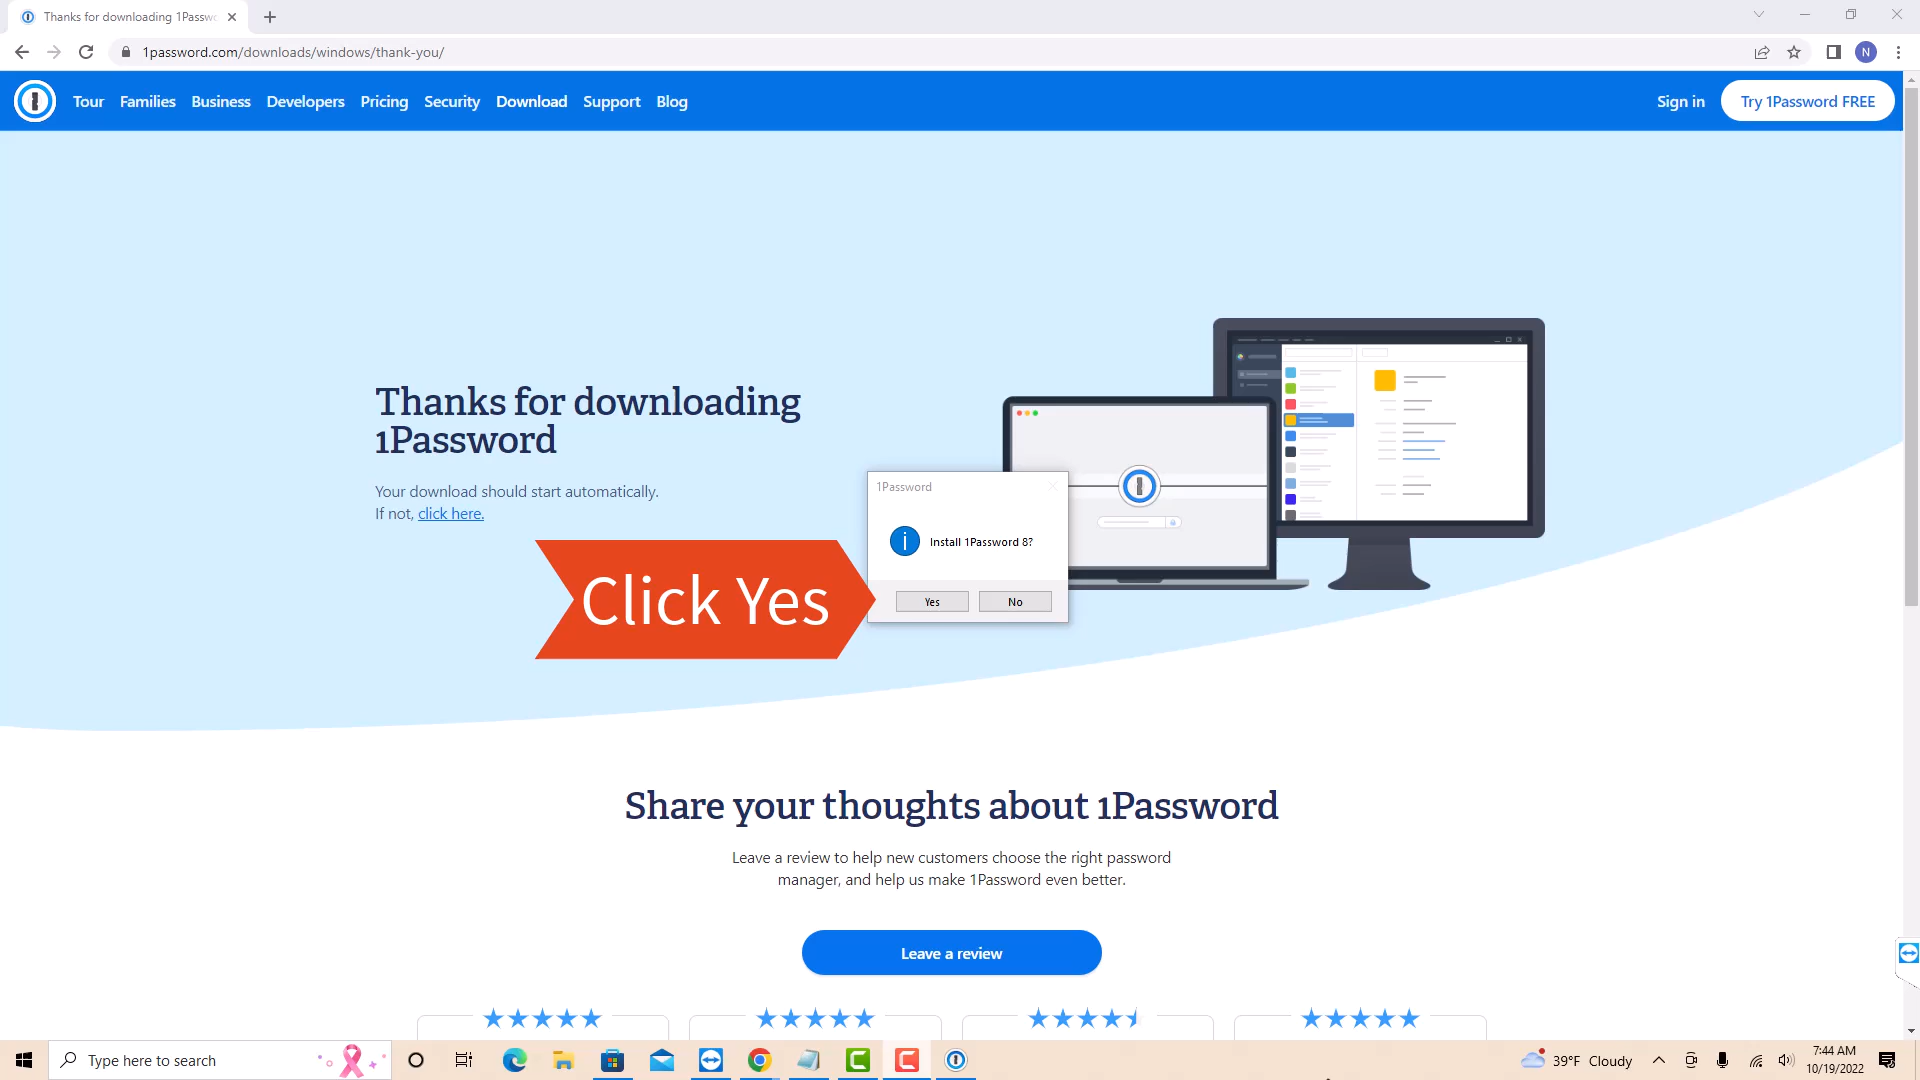 Thanks for downloading 1Passwo
1password.com/downloads/windows/thank-you/
N
Tour Families Business Developers Pricing Security Download Support Blog
Sign in Try 1Password FREE
Thanks for downloading
1Password
Your download should start automatically.
If not, click here.
1Password
Install 1Password 8?
Yes No
Click Yes
Share your thoughts about 1Password
Leave a review to help new customers choose the right password
manager, and help us make 1Password even better.
Leave a review
Type here to search
39°F Cloudy
7:44 AM
10/19/2022